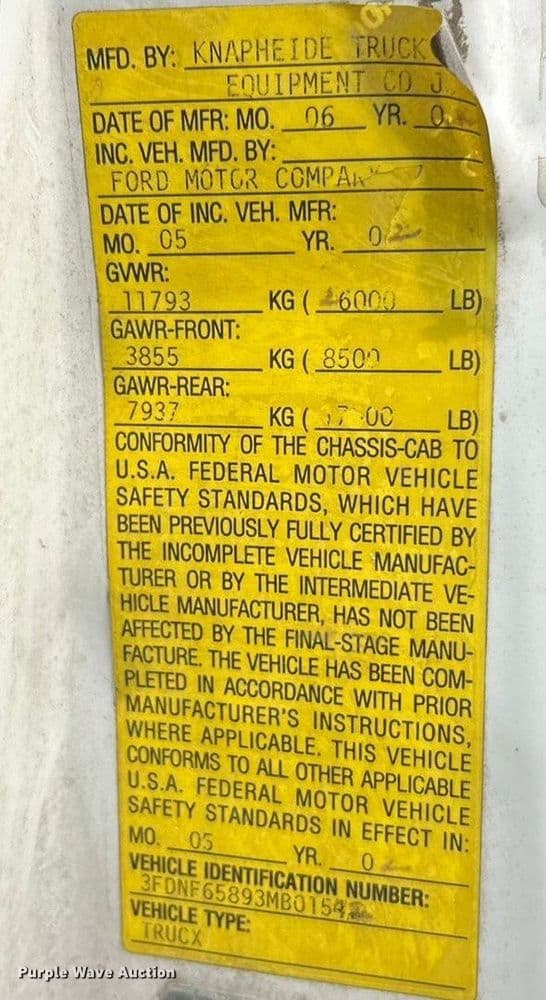 MFD. BY: KNAPHEIDE TRUCK
EQUIPMENT CO J
DATE OF MFR: MO. 06 YR.
INC. VEH. MFD. BY:
FORD MOTOR COMPANY
DATE OF INC. VEH. MFR:
MO. 05 YR.
GVWR:
11793 KG ( 26000 LB)
GAWR-FRONT:
3855 KG ( 8500 LB)
GAWR-REAR:
7937 KG ( LB)
CONFORMITY OF THE CHASSIS-CAB TO
U.S.A. FEDERAL MOTOR VEHICLE
SAFETY STANDARDS, WHICH HAVE
BEEN PREVIOUSLY FULLY CERTIFIED BY
THE INCOMPLETE VEHICLE MANUFAC-
TURER OR BY THE INTERMEDIATE VE-
HICLE MANUFACTURER, HAS NOT BEEN
AFFECTED BY THE FINAL-STAGE MANU-
FACTURE. THE VEHICLE HAS BEEN COM-
PLETED IN ACCORDANCE WITH PRIOR
MANUFACTURER'S INSTRUCTIONS,
WHERE APPLICABLE. THIS VEHICLE
CONFORMS TO ALL OTHER APPLICABLE
U.S.A. FEDERAL MOTOR VEHICLE
SAFETY STANDARDS IN EFFECT IN:
MO. 05 YR.
VEHICLE IDENTIFICATION NUMBER:
VEHICLE TYPE:
TRUCK
Purple Wave Auction